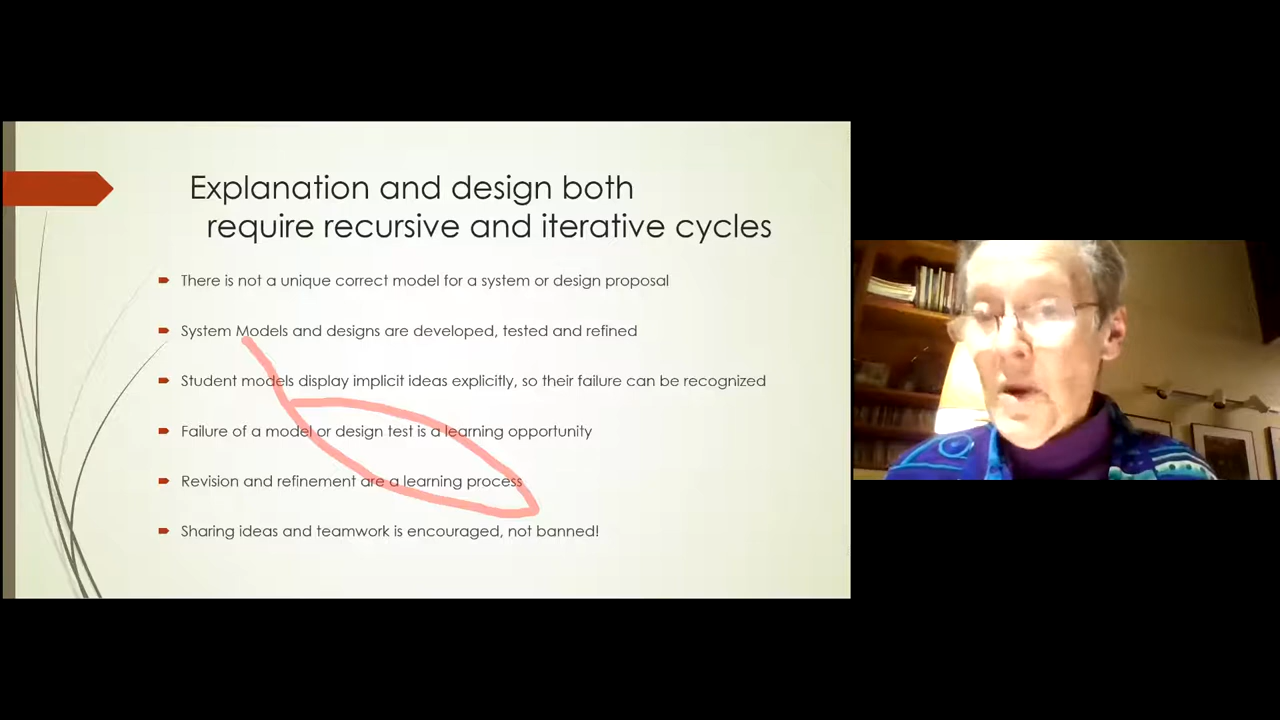 Explanation and design both
require recursive and iterative cycles
There is not a unique correct model for a system or design proposal
System Models and designs are developed, tested and refined
Student models display implicit ideas explicitly, so their failure can be recognized
Failure of a model or design test is a learning opportunity
Revision and refinement are a learning process
Sharing ideas and teamwork is encouraged, not banned!